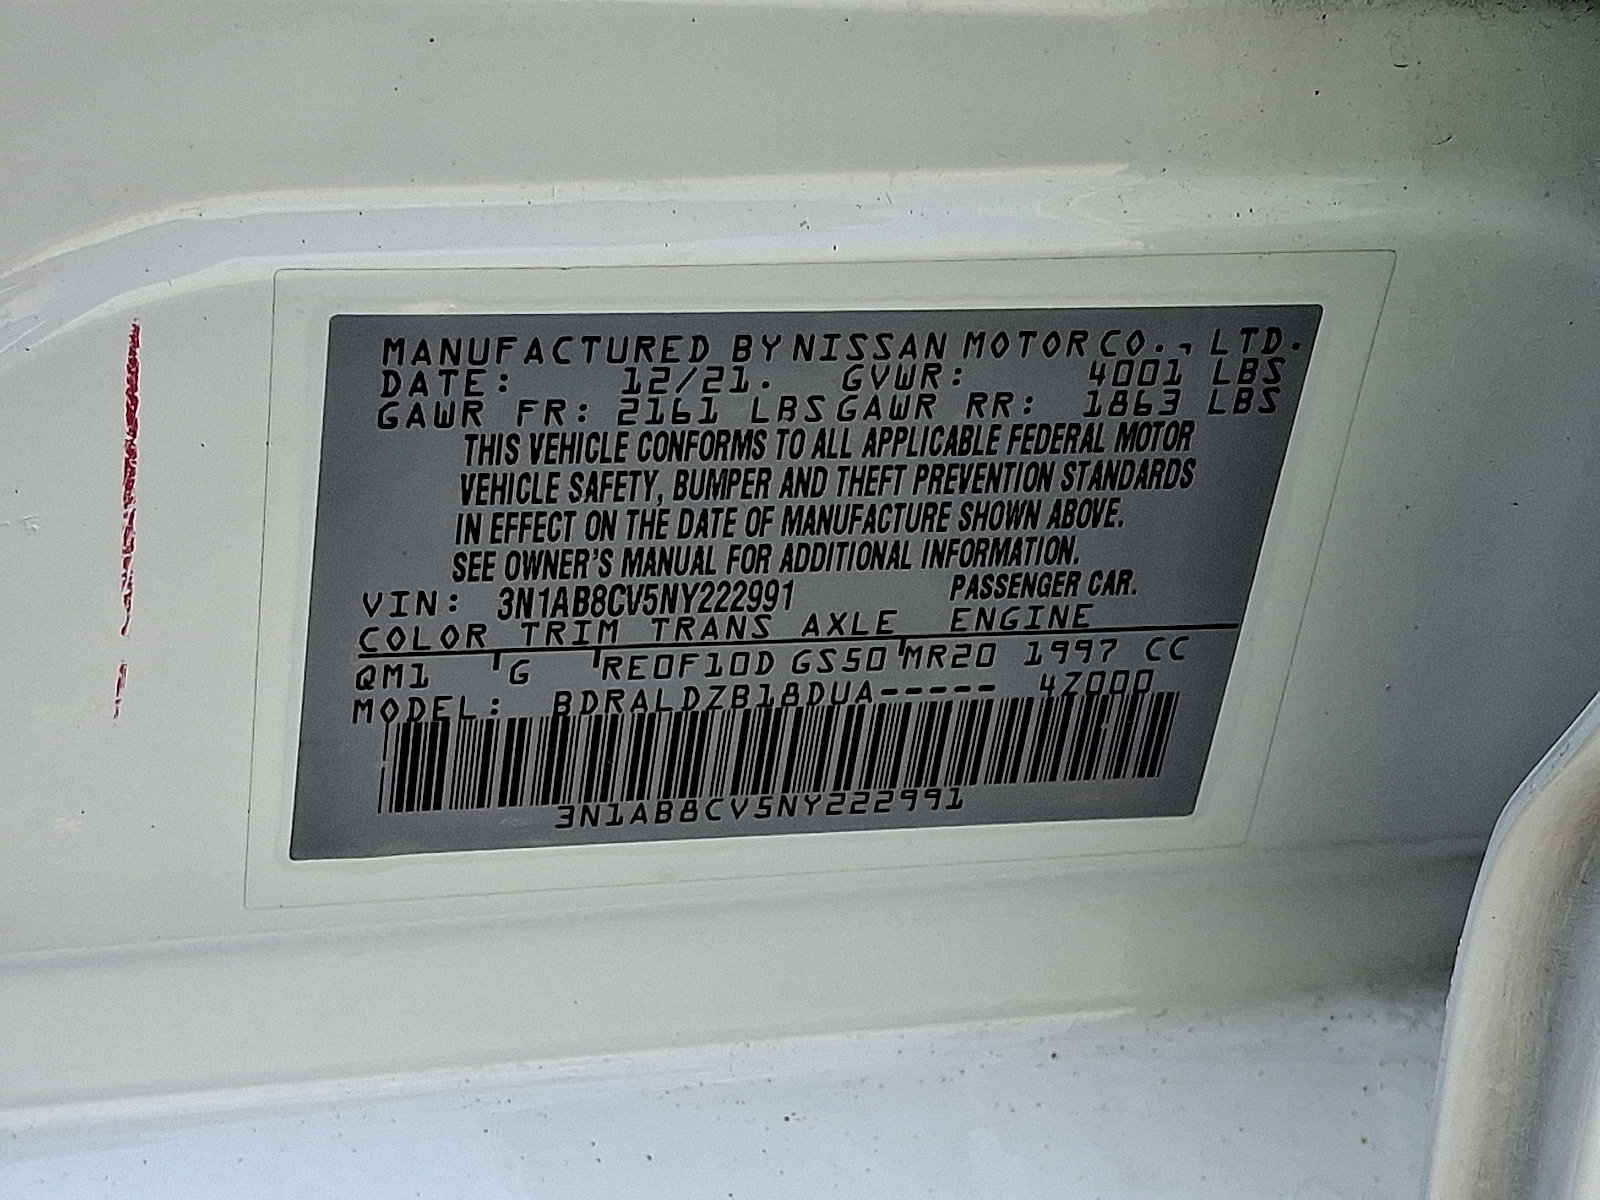 MANUFACTURED BY NISSAN MOTOR CO., LTD.
DATE: 12/21. GVWR: 4001 LBS
GAWR FR: 2161 LBS GAWR RR: 1863 LBS
THIS VEHICLE CONFORMS TO ALL APPLICABLE FEDERAL MOTOR
VEHICLE SAFETY, BUMPER AND THEFT PREVENTION STANDARDS
IN EFFECT ON THE DATE OF MANUFACTURE SHOWN ABOVE.
SEE OWNER'S MANUAL FOR ADDITIONAL INFORMATION.
VIN: 3N1AB8CV5NY222991 PASSENGER CAR.
COLOR TRIM TRANS AXLE ENGINE
QM1 G RE0F10D GS50 MR20 1997 CC
MODEL: BDRALDZB18DUA----- 4Z000
3N1AB8CV5NY222991